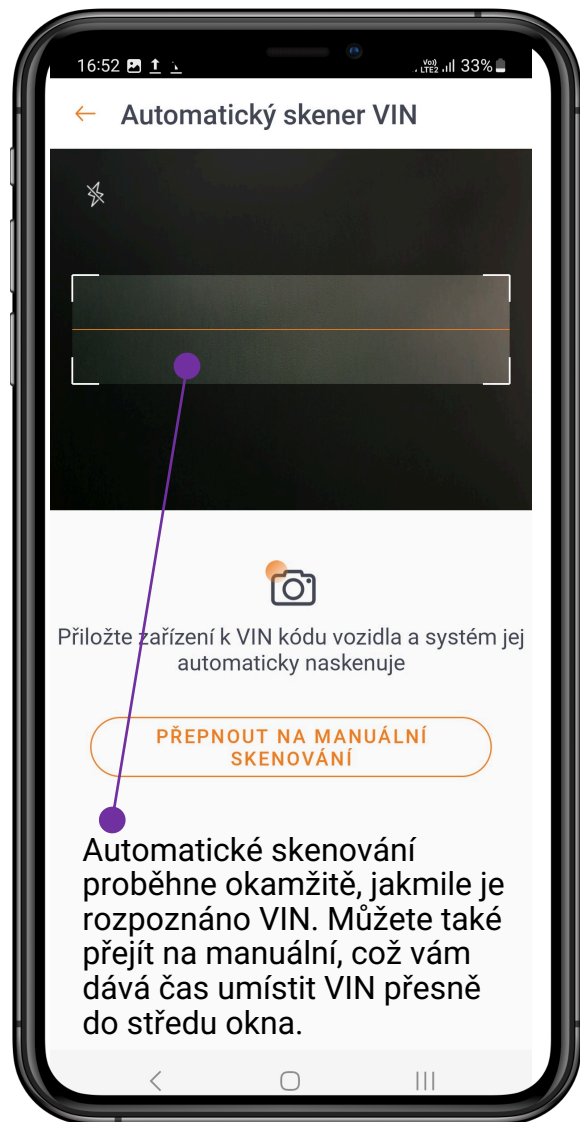 16:52
VoO LTE2 33%
Automatický skener VIN
Přiložte zařízení k VIN kódu vozidla a systém jej
automaticky naskenuje
PŘEPNOUT NA MANUÁLNÍ
SKENOVÁNÍ
Automatické skenování
proběhne okamžitě, jakmile je
rozpoznáno VIN. Můžete také
přejít na manuální, což vám
dává čas umístit VIN přesně
do středu okna.